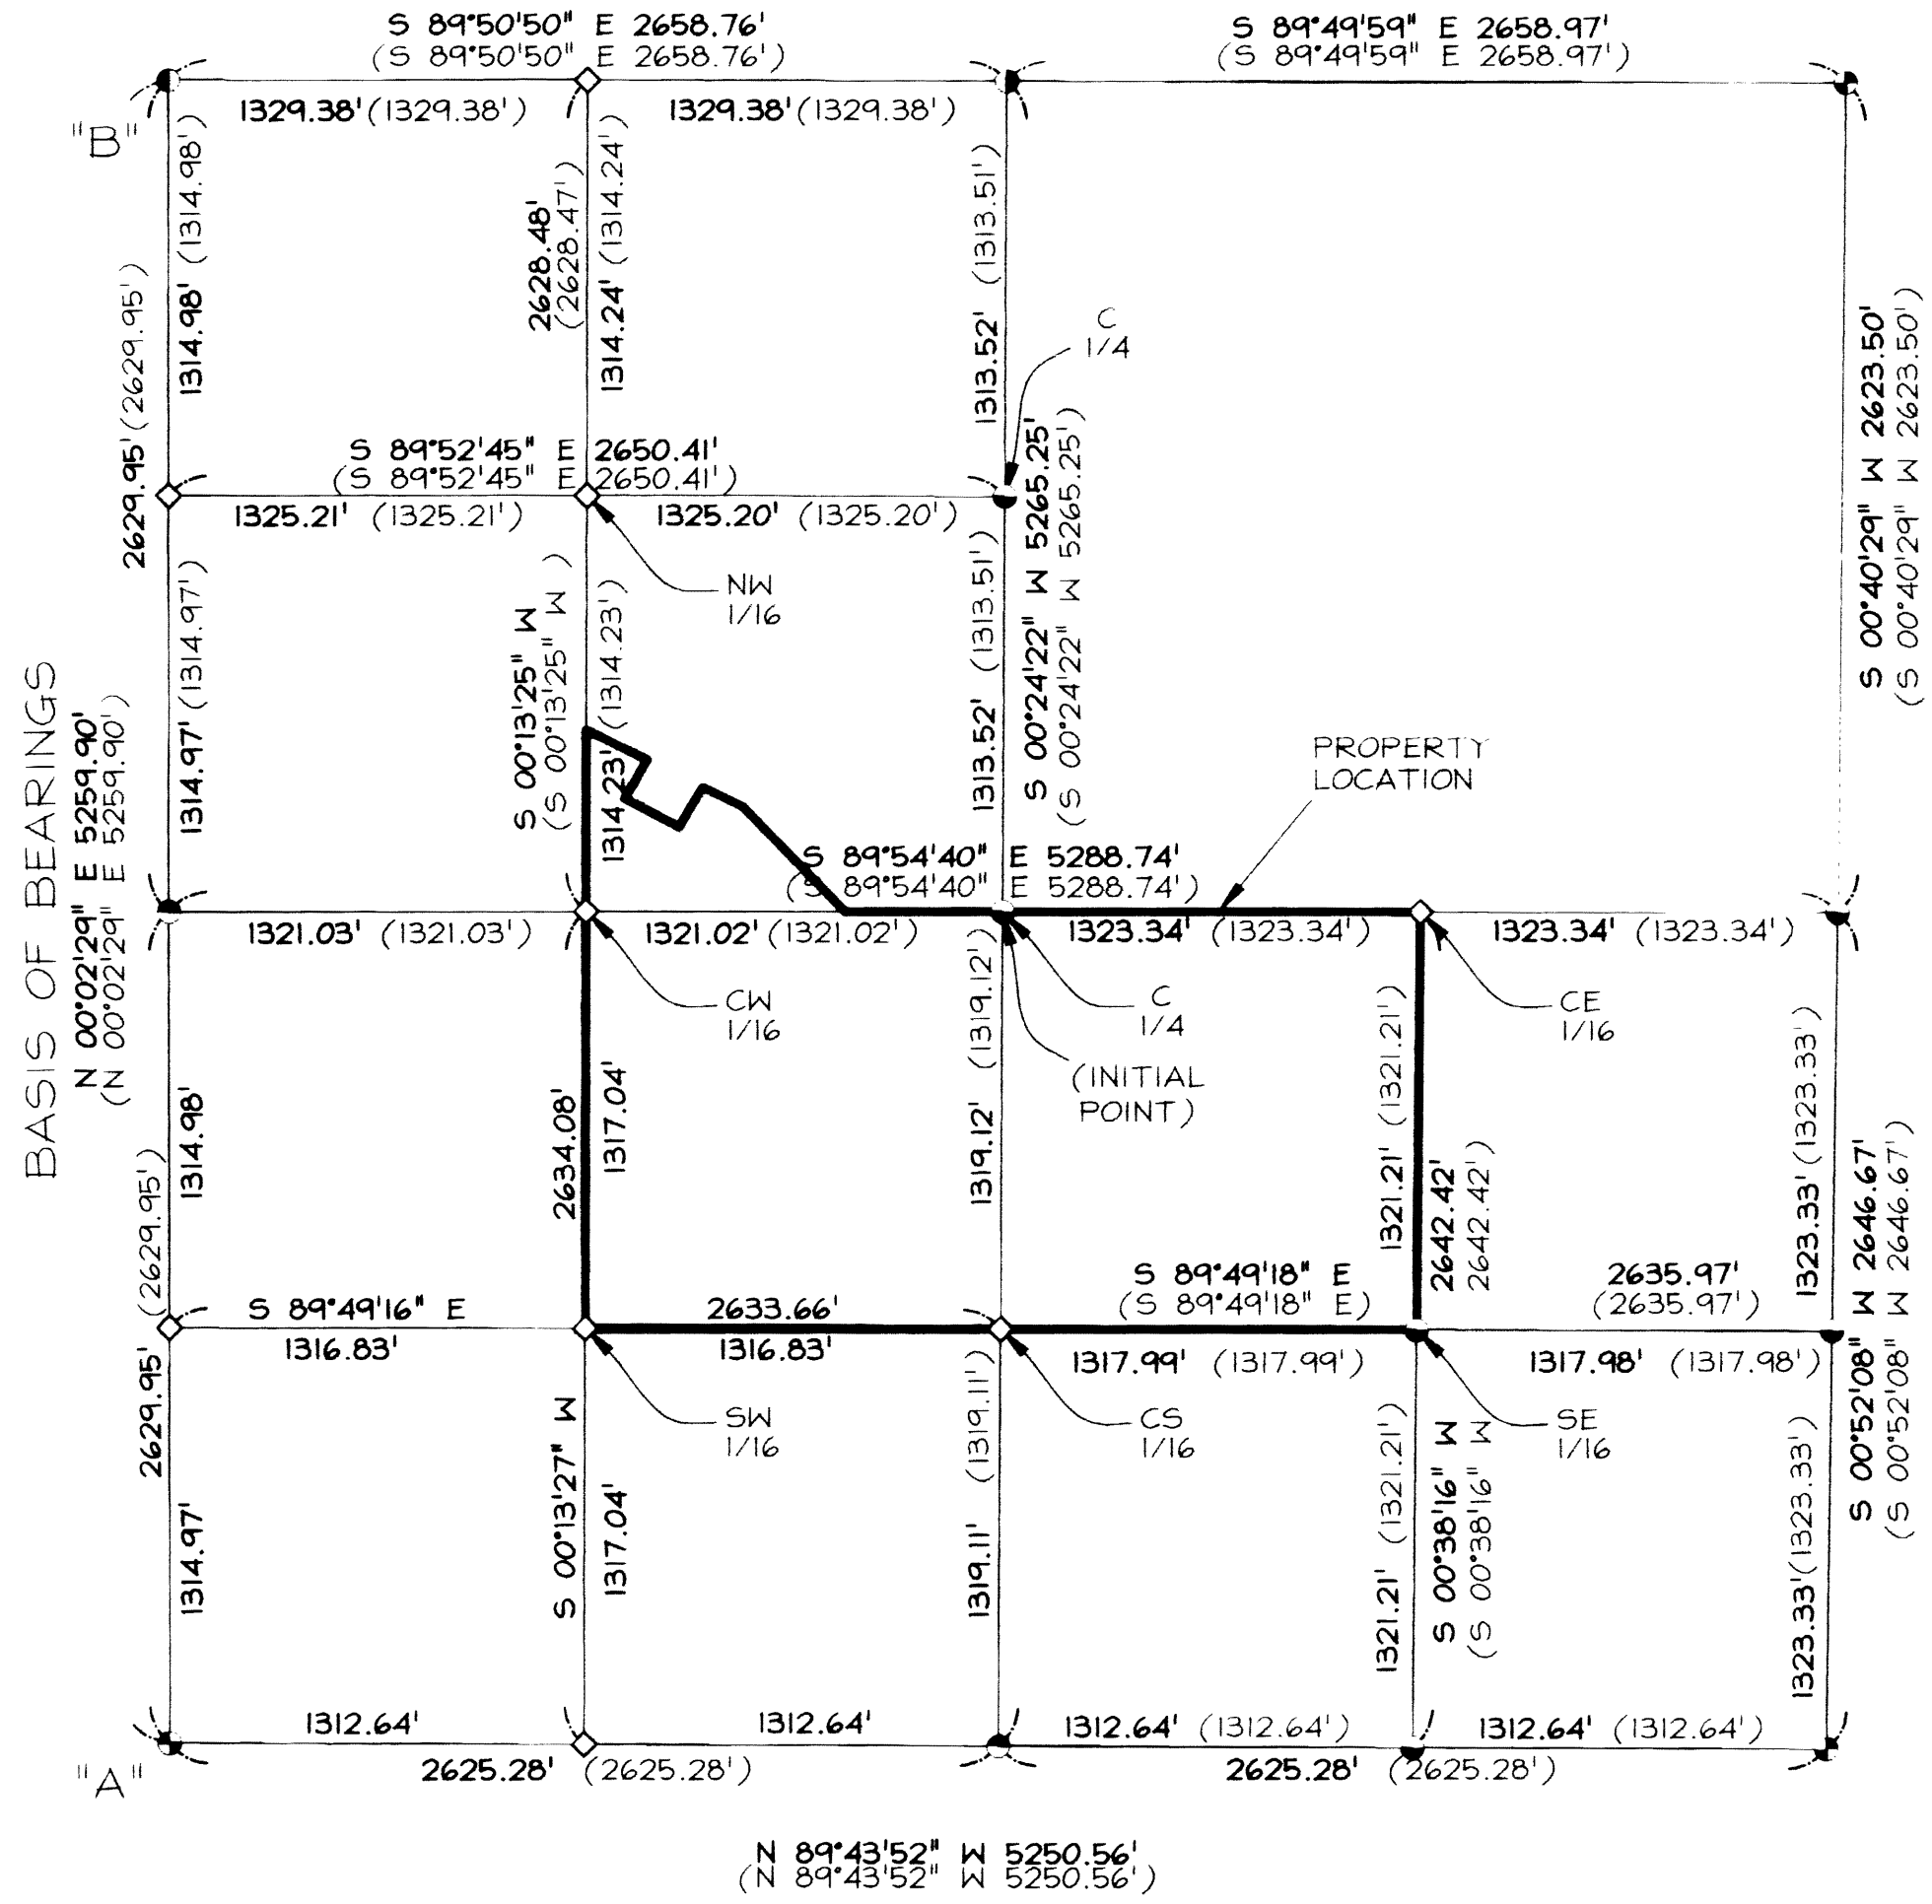 S 89°50'50" E 2658.76'
(S 89°50'50" E 2658.76')
S 89°49'59" E 2658.97'
(S 89°49'59" E 2658.97')
1329.38' (1329.38')
1329.38' (1329.38')
"B"
1314.98' (1314.98')
2629.95' (2629.95')
2628.48'
(2628.47')
1314.24' (1314.24')
1313.52' (1313.51')
C
1/4
S 00°40'29" W 2623.50'
(S 00°40'29" W 2623.50')
S 89°52'45" E 2650.41'
(S 89°52'45" E 2650.41')
1325.21' (1325.21')
1325.20' (1325.20')
S 00°24'22" W 5265.25'
(S 00°24'22" W 5265.25')
NW
1/16
1314.97' (1314.97')
S 00°13'25" W
(S 00°13'25" W )
1314.23' (1314.23')
1313.52' (1313.51')
PROPERTY
LOCATION
BASIS OF BEARINGS
N 00°02'29" E 5259.90'
(N 00°02'29" E 5259.90')
S 89°54'40" E 5288.74'
(S 89°54'40" E 5288.74')
1321.03' (1321.03')
1321.02' (1321.02')
1323.34' (1323.34')
1323.34' (1323.34')
CW
1/16
C
1/4
(INITIAL
POINT)
CE
1/16
1314.98'
(2629.95')
2634.08'
1317.04'
1319.12' (1319.12')
1321.21' (1321.21')
2642.42'
2642.42')
1323.33' (1323.33')
S 00°52'08" W 2646.67'
(S 00°52'08" W 2646.67')
S 89°49'16" E
2633.66'
S 89°49'18" E
(S 89°49'18" E)
2635.97'
(2635.97')
1316.83'
1316.83'
1317.99' (1317.99')
1317.98' (1317.98')
SW
1/16
CS
1/16
SE
1/16
2629.95'
1314.97'
S 00°13'27" W
1317.04'
1319.11' (1319.11')
1321.21' (1321.21')
S 00°38'16" W
(S 00°38'16" W
1323.33' (1323.33')
1312.64'
1312.64'
1312.64' (1312.64')
1312.64' (1312.64')
"A"
2625.28' (2625.28')
2625.28' (2625.28')
N 89°43'52" W 5250.56'
(N 89°43'52" W 5250.56')